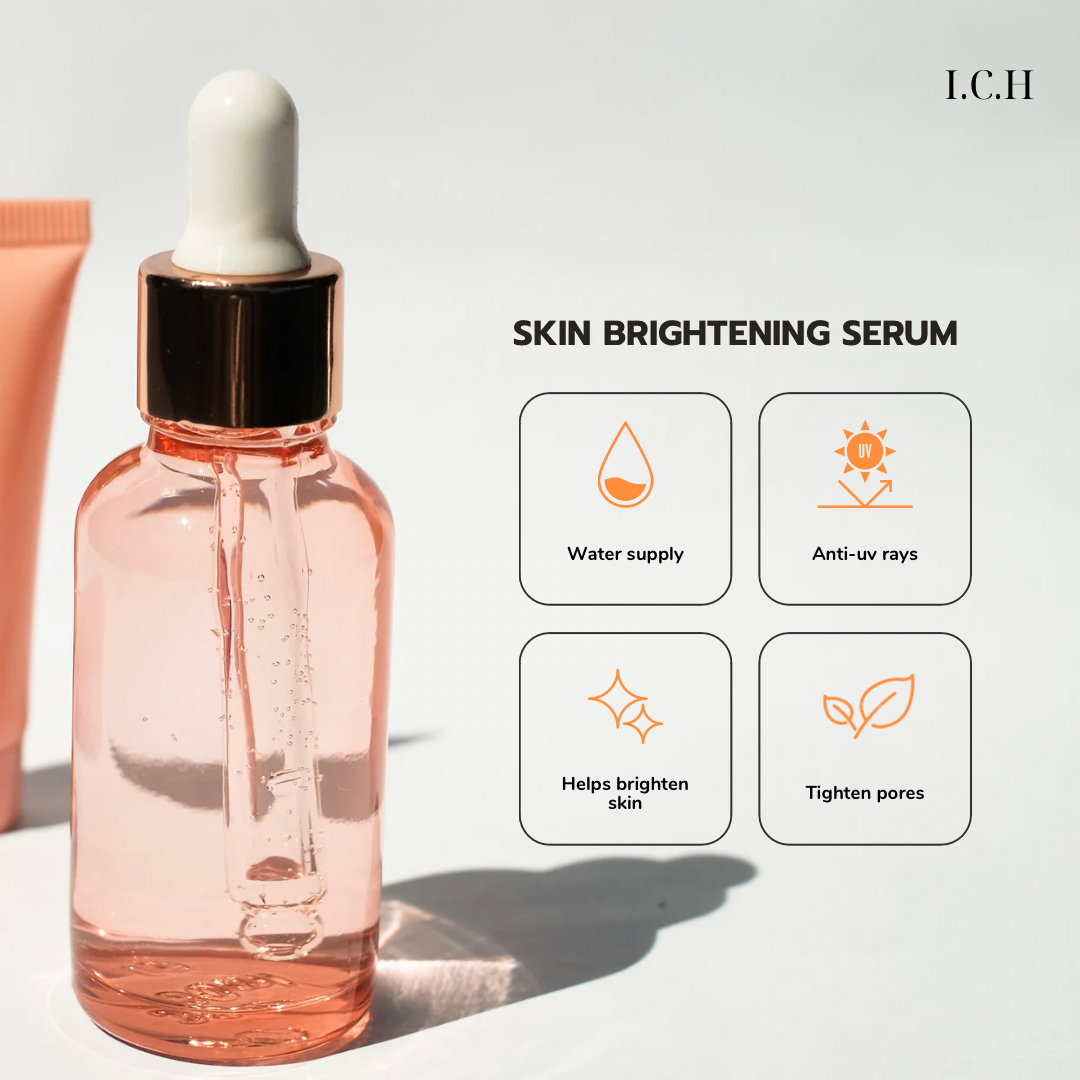 I.C.H
SKIN BRIGHTENING SERUM
Water supply
UV
Anti-uv rays
Helps brighten
skin
Tighten pores